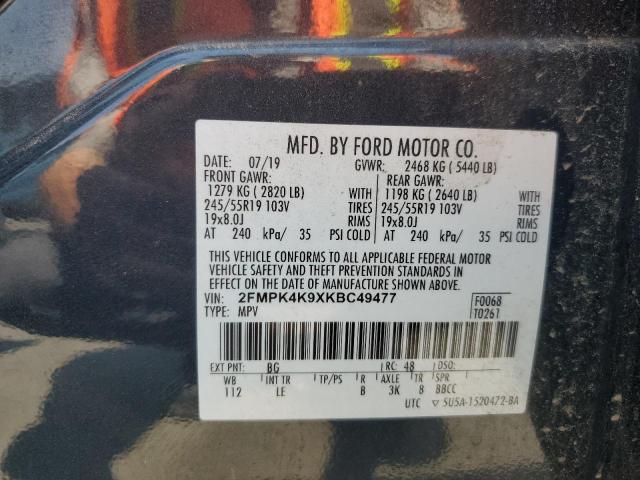 MFD. BY FORD MOTOR CO.
DATE: 07/19 GVWR: 2468 KG ( 5440 LB)
FRONT GAWR: REAR GAWR:
1279 KG ( 2820 LB) 1198 KG ( 2640 LB) WITH
245/55R19 103V 245/55R19 103V TIRES
19x8.0J 19x8.0J RIMS
AT 240 kPa/ 35 PSI COLD AT 240 kPa/ 35 PSI COLD
THIS VEHICLE CONFORMS TO ALL APPLICABLE FEDERAL MOTOR
VEHICLE SAFETY AND THEFT PREVENTION STANDARDS IN
EFFECT ON THE DATE OF MANUFACTURE SHOWN ABOVE.
VIN: 2FMPK4K9XKBC49477 F0068
TYPE: MPV T0261
EXT PNT: BG RC: 48 DSO:
WB INT TR TP/PS R AXLE TR SPR
112 LE B 3K 8 BBCC
UTC ▽ 5U5A-1520472-BA